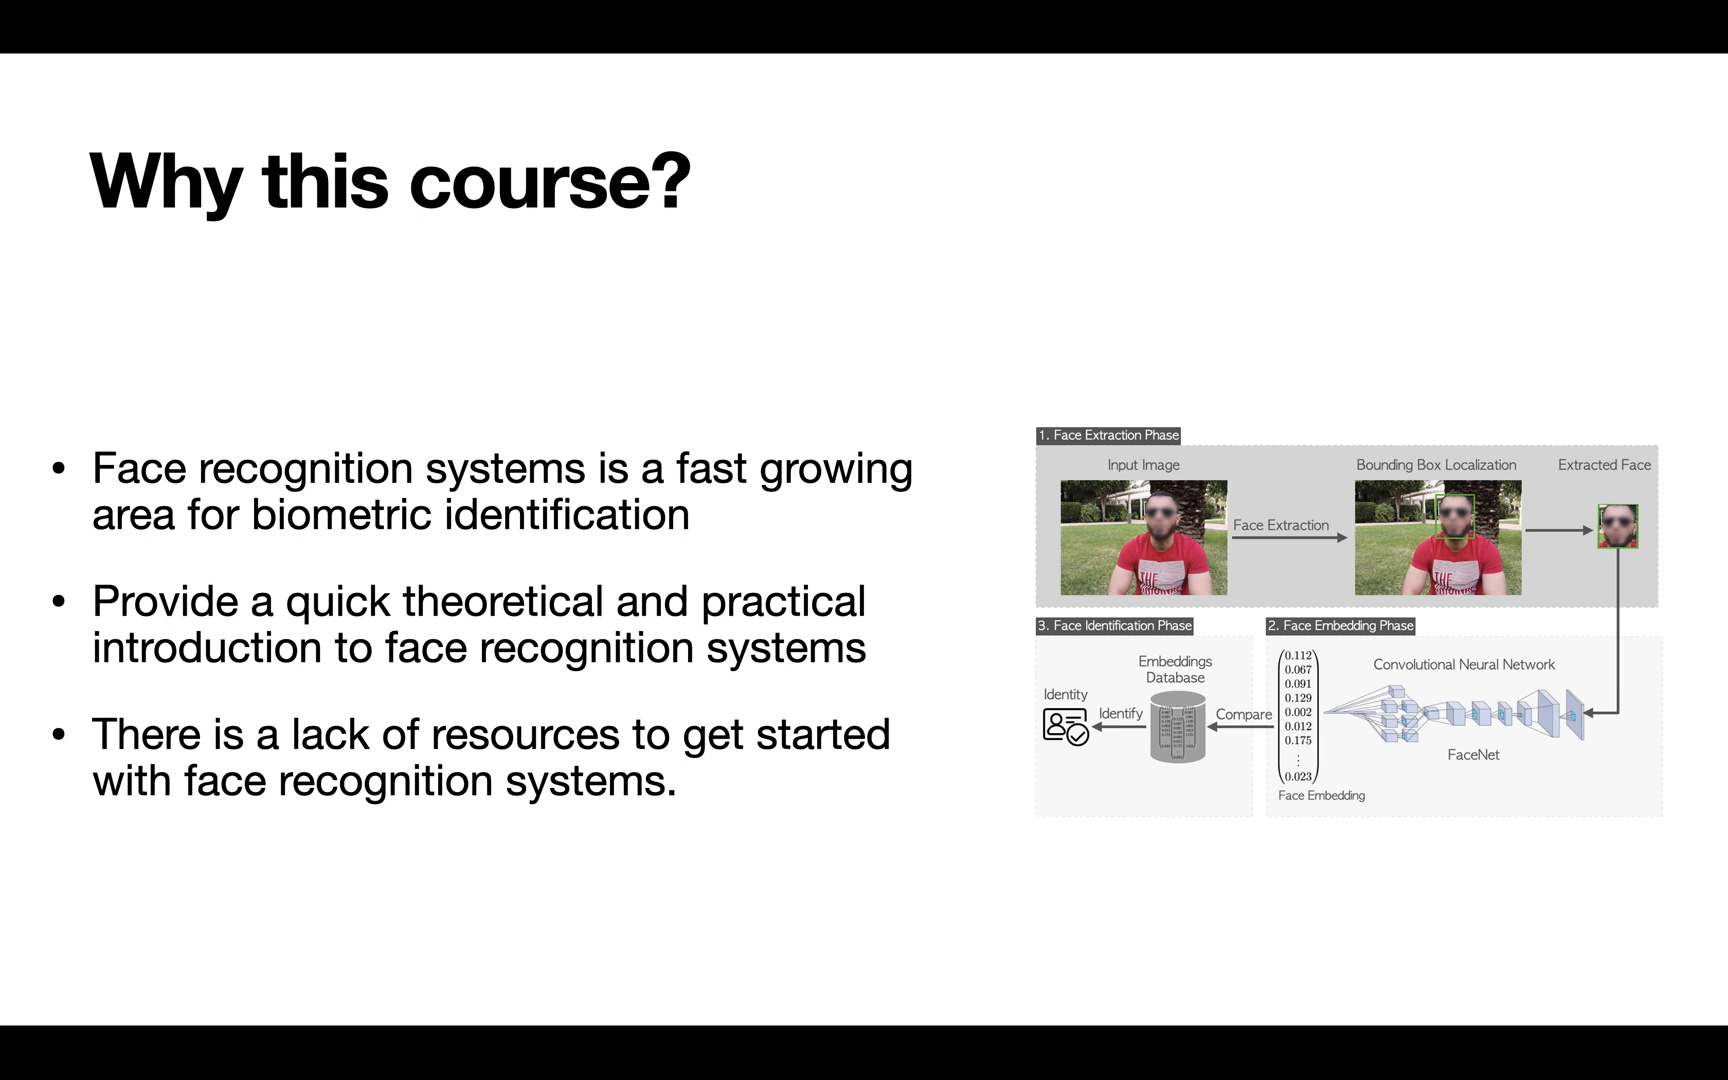 Why this course?
• Face recognition systems is a fast growing
area for biometric identification
• Provide a quick theoretical and practical
introduction to face recognition systems
• There is a lack of resources to get started
with face recognition systems.
1. Face Extraction Phase
Input Image
Bounding Box Localization
Extracted Face
Face Extraction
THE
THE
3. Face Identification Phase
Embeddings
Database
Identity
Identify
Compare
2. Face Embedding Phase
0.112
0.067
0.091
0.129
0.002
0.012
0.175
⋮
0.023
Face Embedding
Convolutional Neural Network
FaceNet